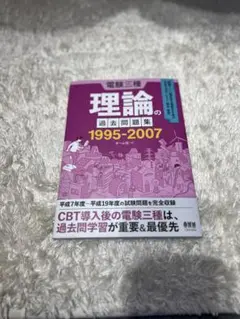 電験三種
理論の
過去問題集
1995-2007
平成7年度～平成19年度の試験問題を完全収録
CBT導入後の電験三種は、
過去問学習が重要&最優先